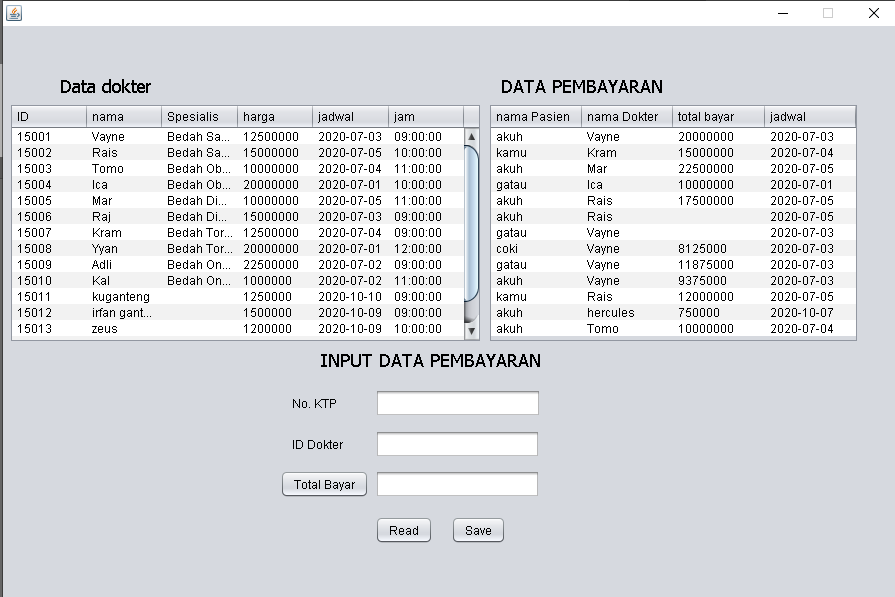 Data dokter
ID nama Spesialis harga jadwal jam
15001 Vayne Bedah Sa... 12500000 2020-07-03 09:00:00
15002 Rais Bedah Sa... 15000000 2020-07-05 10:00:00
15003 Tomo Bedah Ob... 10000000 2020-07-04 11:00:00
15004 Ica Bedah Ob... 20000000 2020-07-01 10:00:00
15005 Mar Bedah Di... 10000000 2020-07-05 11:00:00
15006 Raj Bedah Di... 15000000 2020-07-03 09:00:00
15007 Kram Bedah Tor... 12500000 2020-07-04 09:00:00
15008 Yyan Bedah Tor... 20000000 2020-07-01 12:00:00
15009 Adli Bedah On... 22500000 2020-07-02 09:00:00
15010 Kal Bedah On... 1000000 2020-07-02 11:00:00
15011 kuganteng 1250000 2020-10-10 09:00:00
15012 irfan gant... 1500000 2020-10-09 09:00:00
15013 zeus 1200000 2020-10-09 10:00:00
DATA PEMBAYARAN
nama Pasien nama Dokter total bayar jadwal
akuh Vayne 20000000 2020-07-03
kamu Kram 15000000 2020-07-04
akuh Mar 22500000 2020-07-05
gatau Ica 10000000 2020-07-01
akuh Rais 17500000 2020-07-05
akuh Rais 2020-07-05
gatau Vayne 2020-07-03
coki Vayne 8125000 2020-07-03
gatau Vayne 11875000 2020-07-03
akuh Vayne 9375000 2020-07-03
kamu Rais 12000000 2020-07-05
akuh hercules 750000 2020-10-07
akuh Tomo 10000000 2020-07-04
INPUT DATA PEMBAYARAN
No. KTP
ID Dokter
Total Bayar
Read Save